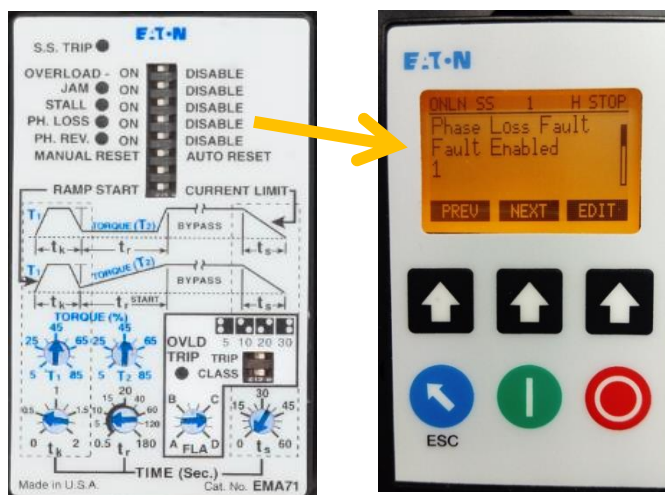 E·T·N
S.S. TRIP
OVERLOAD - ON DISABLE
JAM ON DISABLE
STALL ON DISABLE
PH. LOSS ON DISABLE
PH. REV. ON DISABLE
MANUAL RESET AUTO RESET
RAMP START CURRENT LIMIT
T1 TORQUE (T2) BYPASS
tk tr ts
T1 TORQUE (T2) BYPASS
tk tr START ts
TORQUE (%)
45 45
25 65 25 65
5 T1 85 5 T2 85
OVLD 5 10 20 30
TRIP TRIP
CLASS
1 20 30
0.5 1.5 10 15 40 60 B C 15 45
5 120
0 tk 2 0.5 tr 180 A FLA D 0 ts 60
TIME (Sec.)
Made in U.S.A. Cat. No. EMA71
E·T·N
ONLN SS 1 H STOP
Phase Loss Fault
Fault Enabled
1
PREV NEXT EDIT
ESC